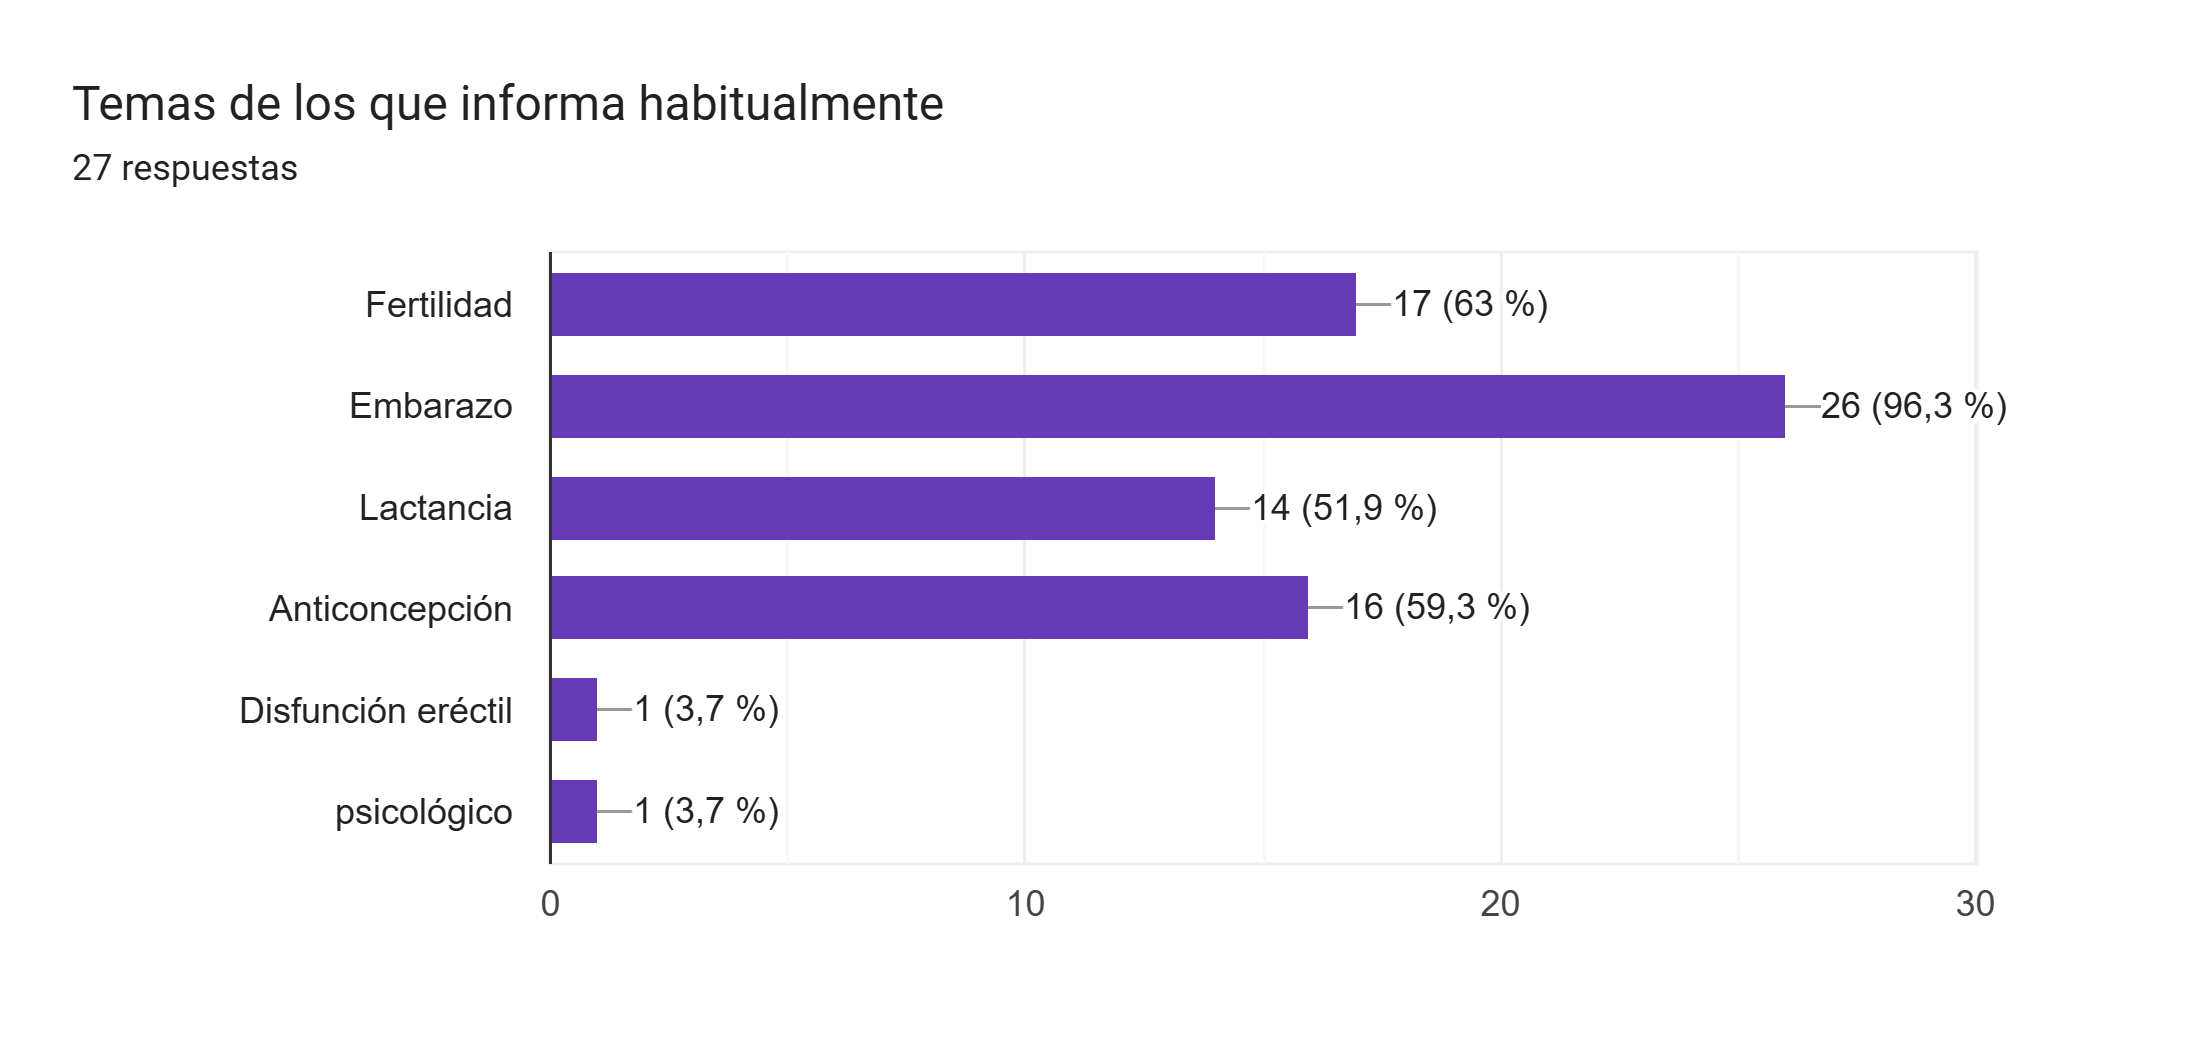 Temas de los que informa habitualmente
27 respuestas
Fertilidad 17 (63 %)
Embarazo 26 (96,3 %)
Lactancia 14 (51,9 %)
Anticoncepción 16 (59,3 %)
Disfunción eréctil 1 (3,7 %)
psicológico 1 (3,7 %)
0 10 20 30